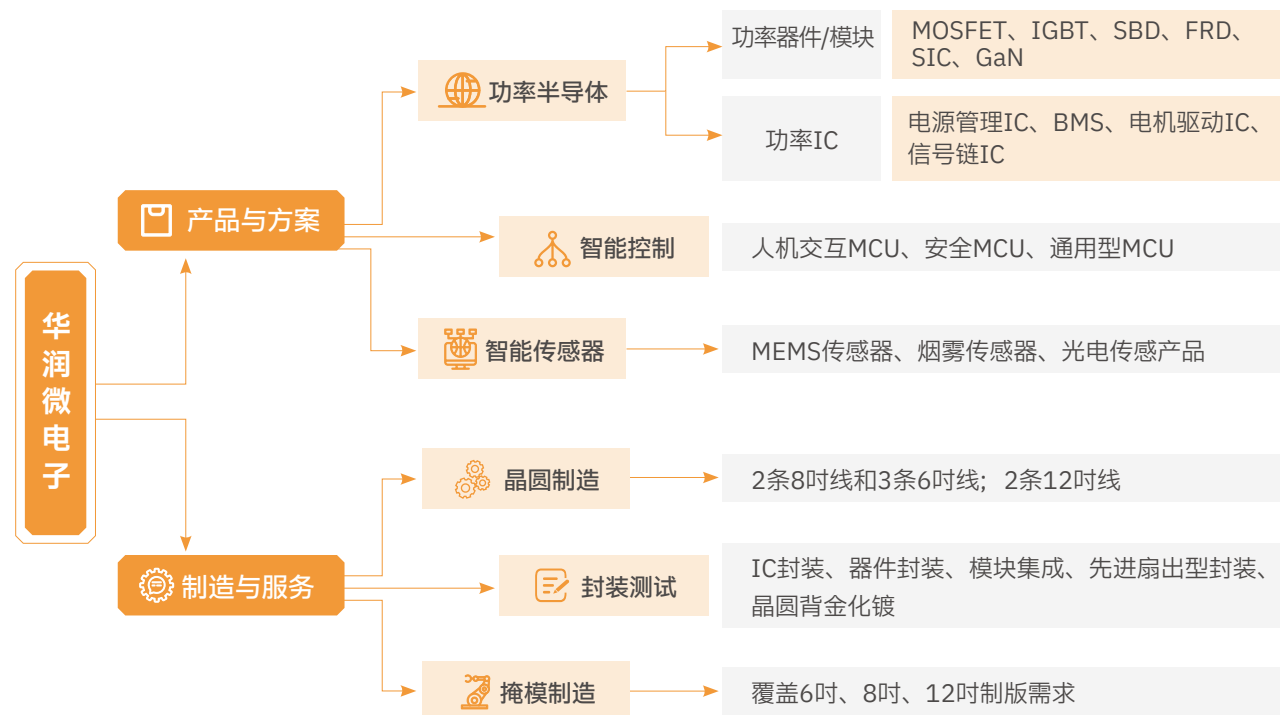 华润微电子
产品与方案
功率半导体
功率器件/模块
MOSFET、IGBT、SBD、FRD、
SIC、GaN
功率IC
电源管理IC、BMS、电机驱动IC、
信号链IC
智能控制
人机交互MCU、安全MCU、通用型MCU
智能传感器
MEMS传感器、烟雾传感器、光电传感产品
制造与服务
晶圆制造
2条8吋线和3条6吋线；2条12吋线
封装测试
IC封装、器件封装、模块集成、先进扇出型封装、
晶圆背金化镀
掩模制造
覆盖6吋、8吋、12吋制版需求